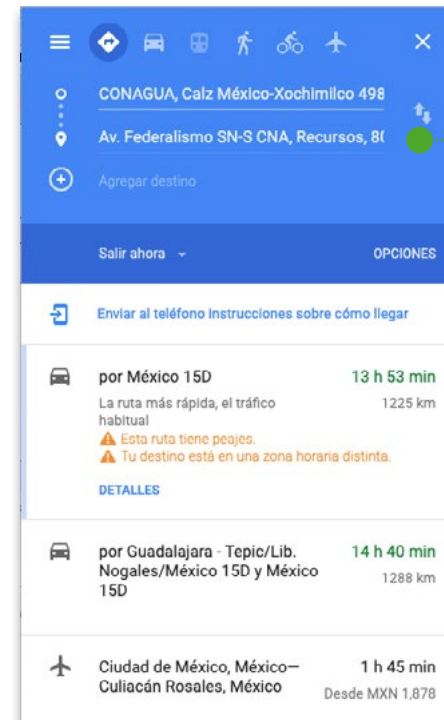 CONAGUA, Calz México-Xochimilco 498
Av. Federalismo SN-S CNA, Recursos, 80
Agregar destino
Salir ahora
OPCIONES
Enviar al teléfono instrucciones sobre cómo llegar
por México 15D
13 h 53 min
La ruta más rápida, el tráfico
habitual
1225 km
Esta ruta tiene peajes.
Tu destino está en una zona horaria distinta.
DETALLES
por Guadalajara - Tepic/Lib.
Nogales/México 15D y México
15D
14 h 40 min
1288 km
Ciudad de México, México—
Culiacán Rosales, México
1 h 45 min
Desde MXN 1,878